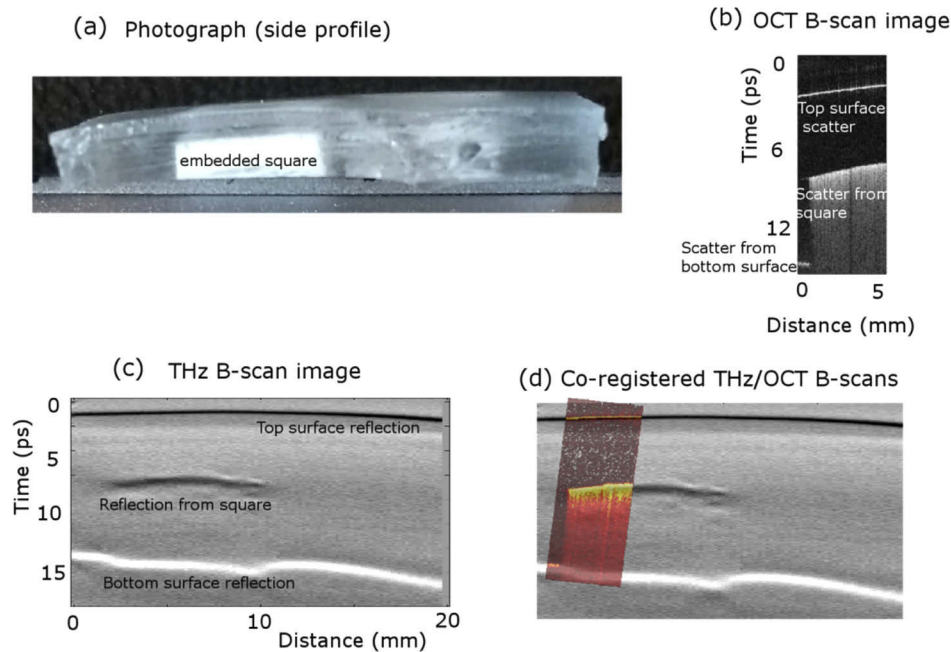 (a) Photograph (side profile)
embedded square
(b) OCT B-scan image
Time (ps)
0
6
12
Top surface
scatter
Scatter from
square
Scatter from
bottom surface
0 5
Distance (mm)
(c) THz B-scan image
Time (ps)
0
5
10
15
Top surface reflection
Reflection from square
Bottom surface reflection
0 10 20
Distance (mm)
(d) Co-registered THz/OCT B-scans